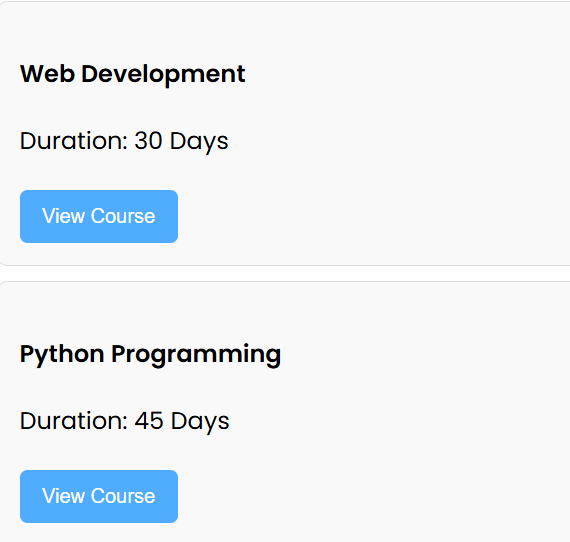 Web Development
Duration: 30 Days
View Course
Python Programming
Duration: 45 Days
View Course